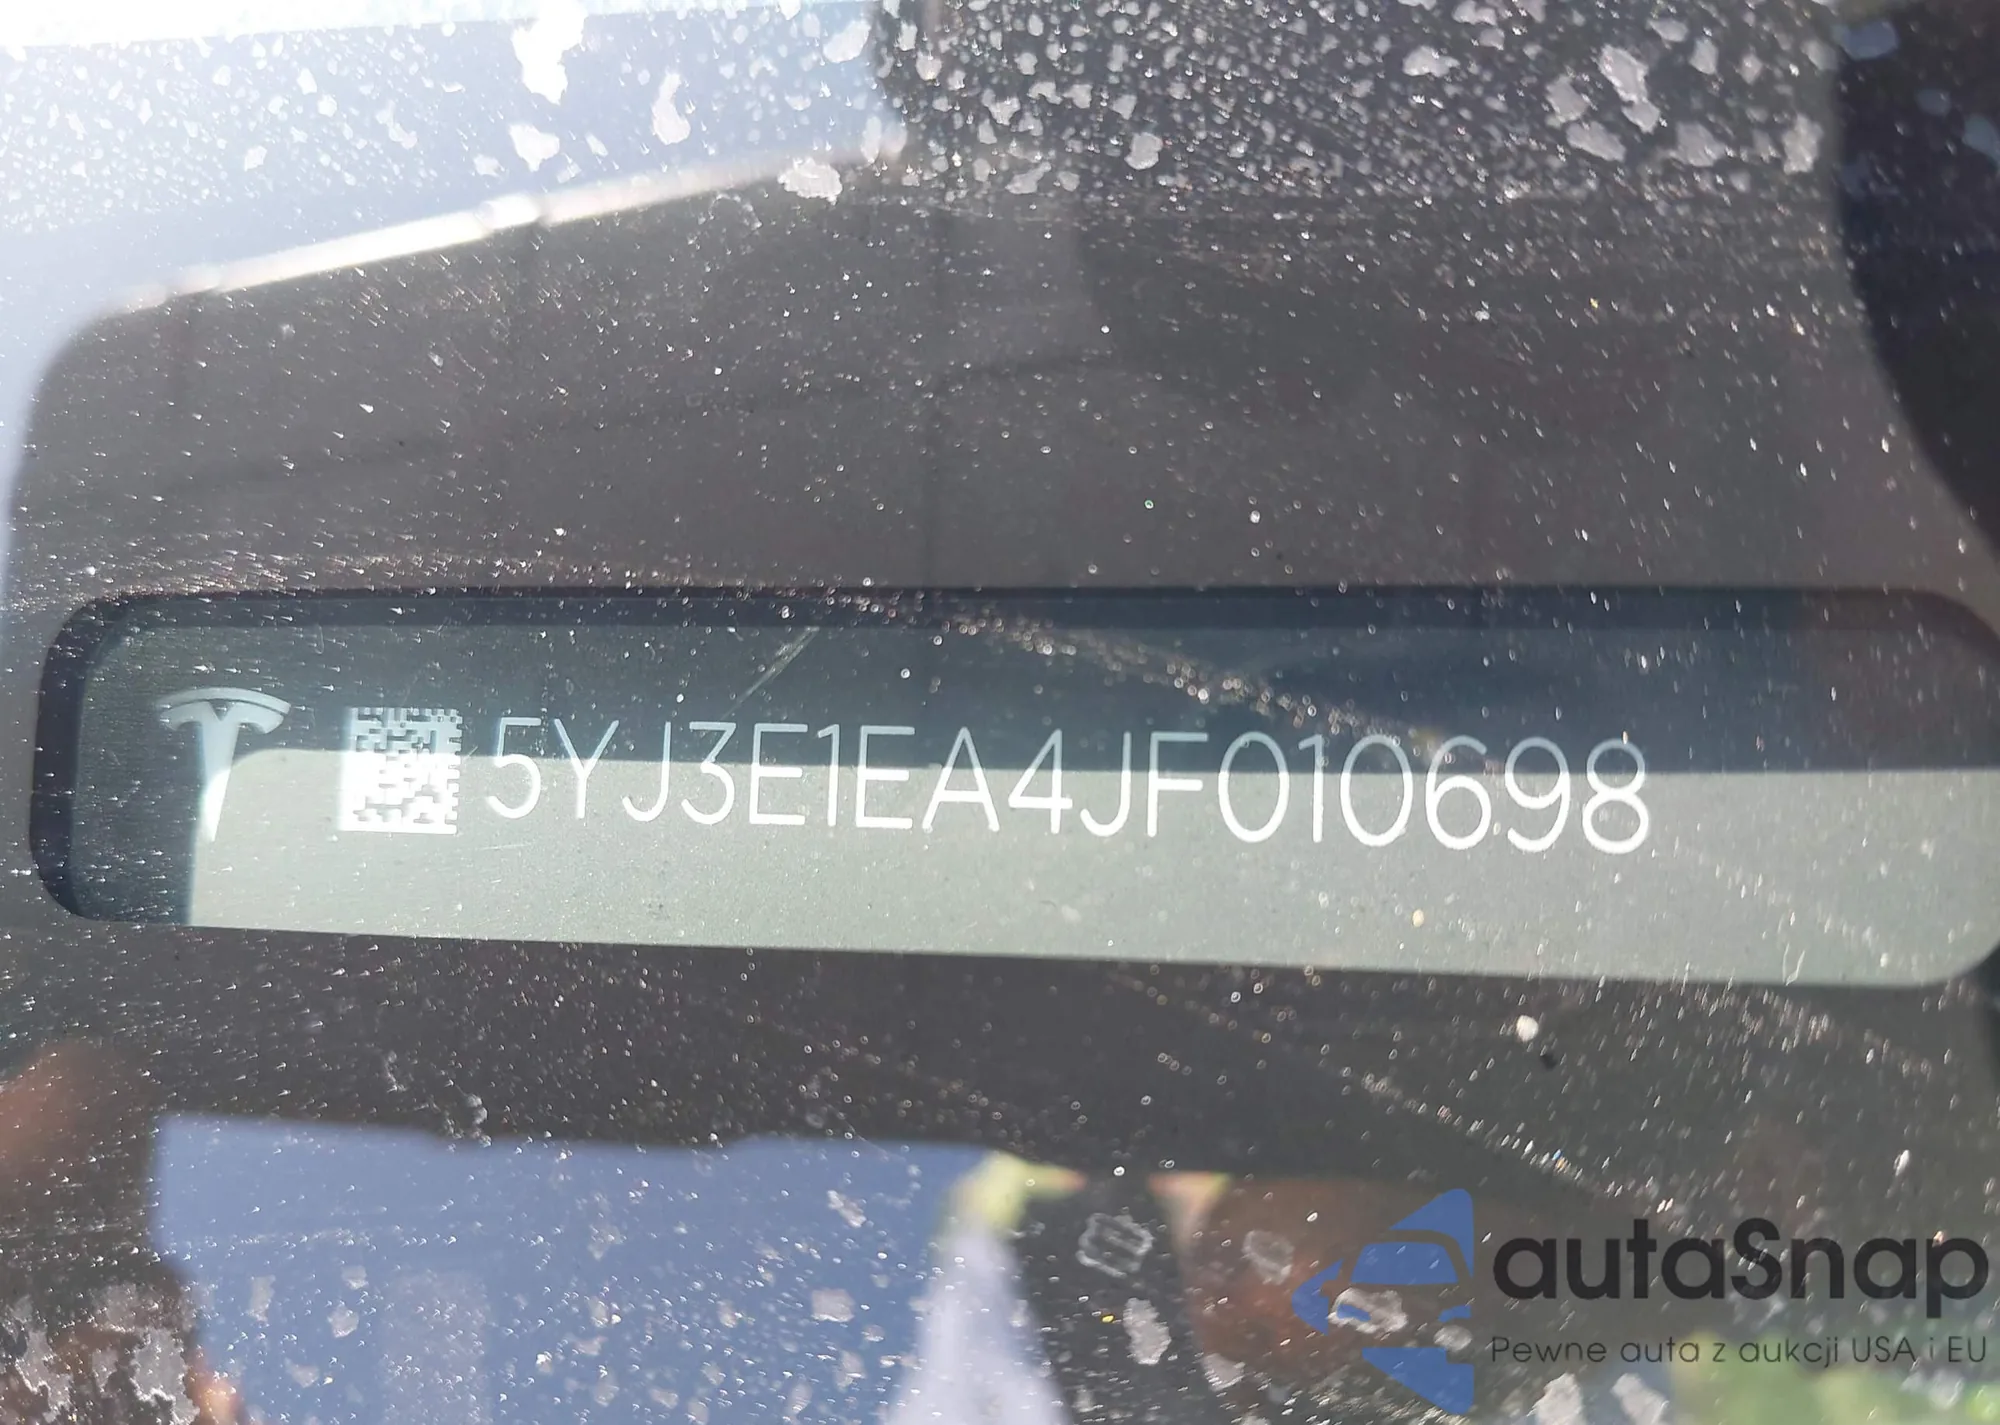 5YJ3E1EA4JF010698
autaSnap
Pewne auta z aukcji USA i EU